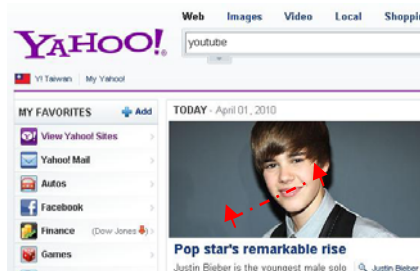 Web Images Video Local Shoppi
YAHOO!
youtube
Y! Taiwan My Yahoo!
MY FAVORITES Add
TODAY - April 01, 2010
View Yahoo! Sites
Yahoo! Mail
Autos
Facebook
Finance (Dow Jones)
Games
Pop star's remarkable rise
Justin Bieber is the youngest male solo
Justin Bieber